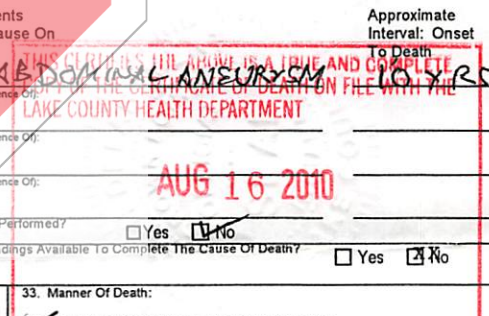 ents Approximate
ause On Interval: Onset
To Death
THIS CERTIFIES THE ABOVE IS A TRUE AND COMPLETE
ABDOMINAL ANEURYSM 10 YRS
COPY OF THE CERTIFICATE OF DEATH ON FILE WITH THE
ence Of):
LAKE COUNTY HEALTH DEPARTMENT
ence Of):
ence Of):
AUG 16 2010
Performed? Yes No
dings Available To Complete The Cause Of Death? Yes No
33. Manner Of Death: